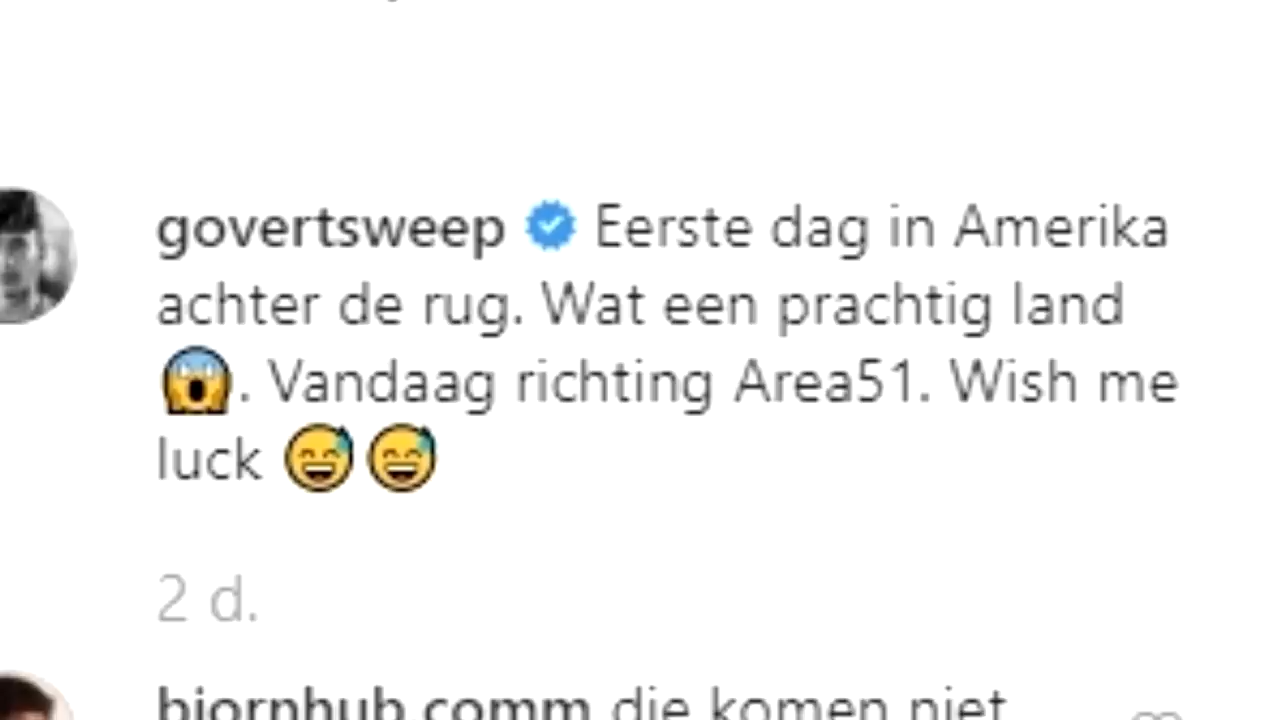 govertsweep Eerste dag in Amerika
achter de rug. Wat een prachtig land
😱. Vandaag richting Area51. Wish me
luck 😅😅
2 d.
bjornhub.comm die komen niet